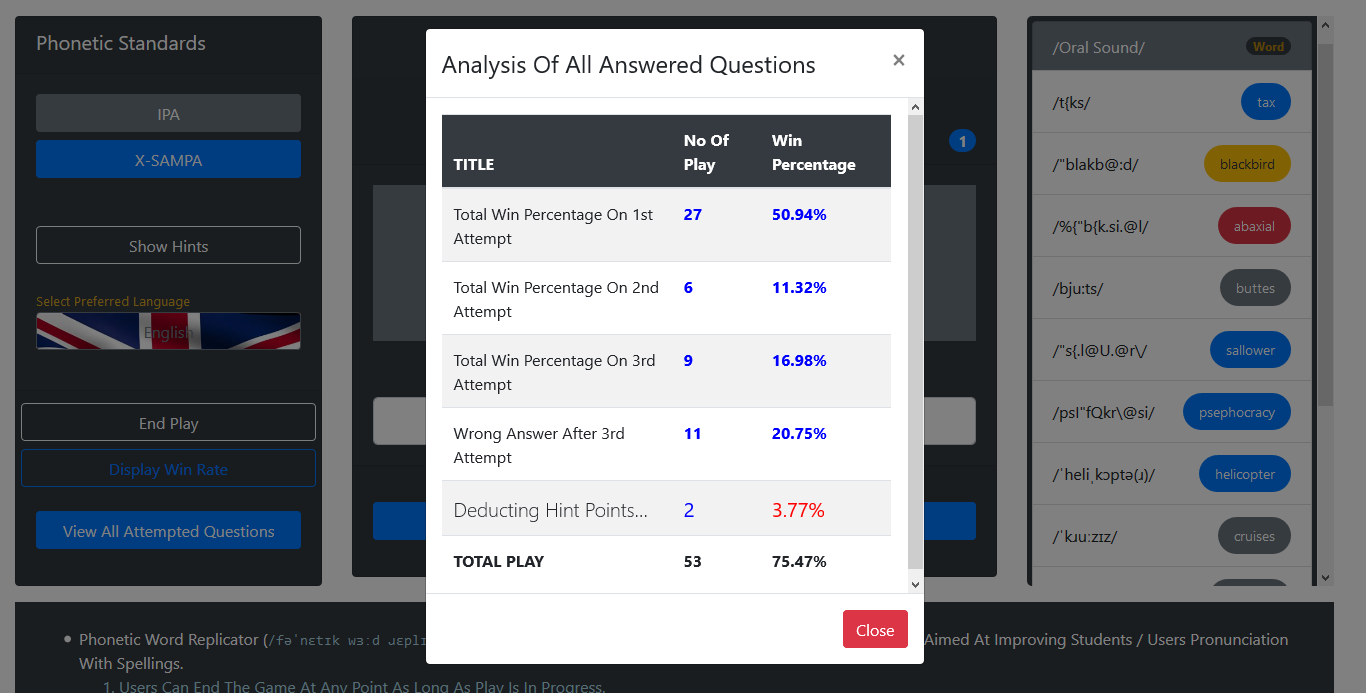 Phonetic Standards
IPA
X-SAMPA
Show Hints
Select Preferred Language
English
End Play
Display Win Rate
View All Attempted Questions
1
Analysis Of All Answered Questions
×
TITLE No Of Play Win Percentage
Total Win Percentage On 1st Attempt 27 50.94%
Total Win Percentage On 2nd Attempt 6 11.32%
Total Win Percentage On 3rd Attempt 9 16.98%
Wrong Answer After 3rd Attempt 11 20.75%
Deducting Hint Points... 2 3.77%
TOTAL PLAY 53 75.47%
Close
/Oral Sound/ Word
/t{ks/ tax
/"blakb@:d/ blackbird
/%{"b{k.si.@l/ abaxial
/bju:ts/ buttes
/"s{.l@U.@r\/ sallower
/psI"fQkr\@si/ psephocracy
/ˈheliˌkɔptə(ɹ)/ helicopter
/ˈkɹuːzɪz/ cruises
Phonetic Word Replicator (/fəˈnɛtɪk wɜːd Aimed At Improving Students / Users Pronunciation
With Spellings.
1. Users Can End The Game At Any Point As Long As Play Is In Progress.